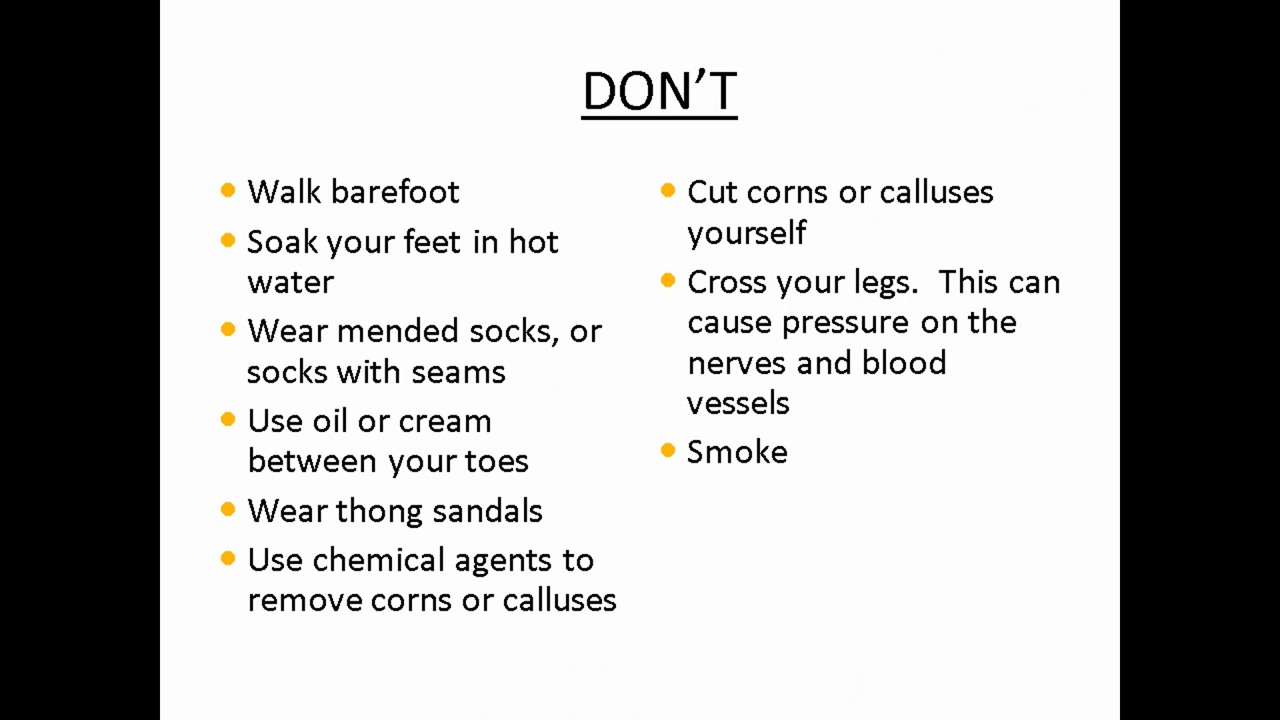 DON’T
Walk barefoot
Soak your feet in hot
water
Wear mended socks, or
socks with seams
Use oil or cream
between your toes
Wear thong sandals
Use chemical agents to
remove corns or calluses
Cut corns or calluses
yourself
Cross your legs.  This can
cause pressure on the
nerves and blood
vessels
Smoke